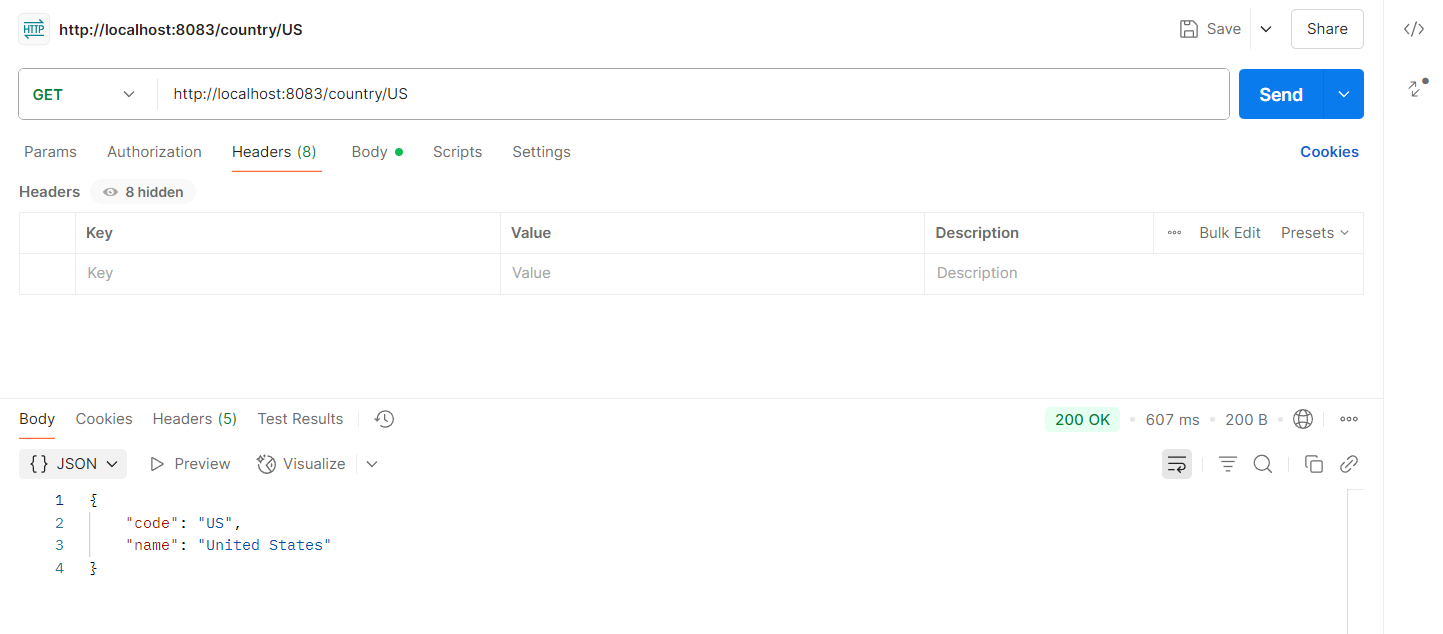 HTTP http://localhost:8083/country/US Save Share
GET http://localhost:8083/country/US Send
Params Authorization Headers (8) Body Scripts Settings Cookies
Headers 8 hidden
Key Value Description Bulk Edit Presets
Key Value Description
Body Cookies Headers (5) Test Results 200 OK 607 ms 200 B
{} JSON Preview Visualize
1 {
2 "code": "US",
3 "name": "United States"
4 }